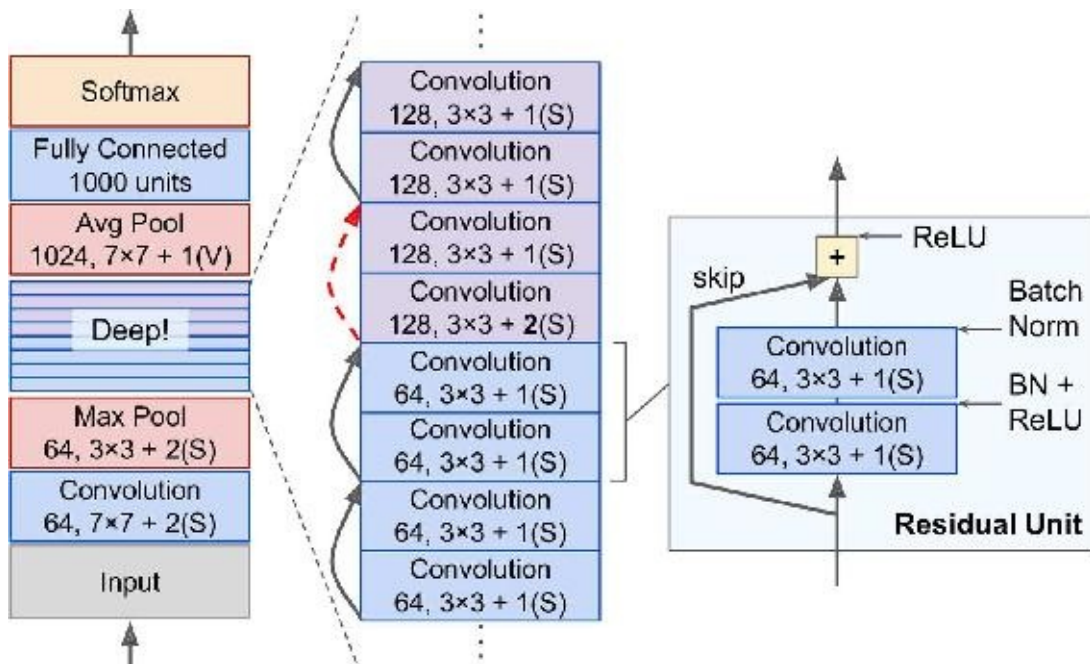 Softmax
Fully Connected
1000 units
Avg Pool
1024, 7×7 + 1(V)
Deep!
Max Pool
64, 3×3 + 2(S)
Convolution
64, 7×7 + 2(S)
Input
Convolution
128, 3×3 + 1(S)
Convolution
128, 3×3 + 1(S)
Convolution
128, 3×3 + 1(S)
Convolution
128, 3×3 + 2(S)
Convolution
64, 3×3 + 1(S)
Convolution
64, 3×3 + 1(S)
Convolution
64, 3×3 + 1(S)
Convolution
64, 3×3 + 1(S)
+
ReLU
skip
Batch
Norm
Convolution
64, 3×3 + 1(S)
BN +
ReLU
Convolution
64, 3×3 + 1(S)
Residual Unit